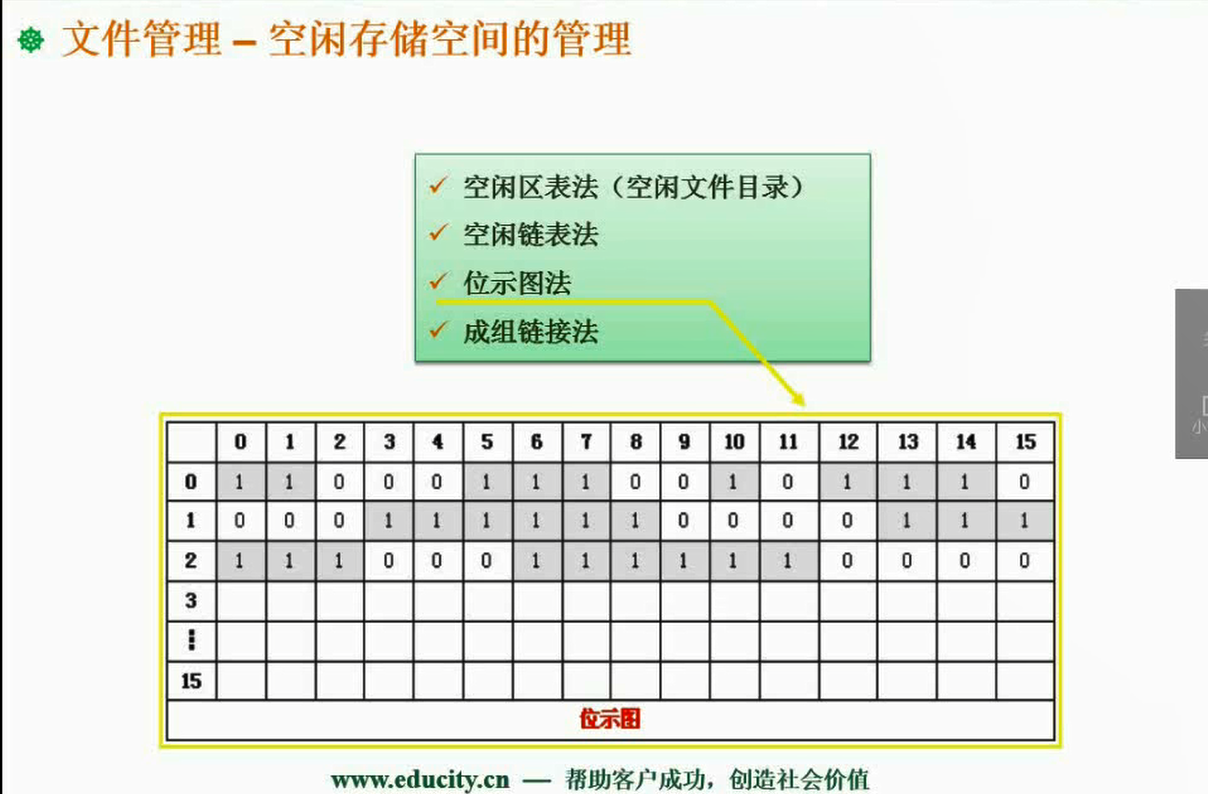 文件管理 – 空闲存储空间的管理
空闲区表法（空闲文件目录）
空闲链表法
位示图法
成组链接法
0 1 2 3 4 5 6 7 8 9 10 11 12 13 14 15
0 1 1 0 0 0 1 1 1 0 0 1 0 1 1 1 0
1 0 0 0 1 1 1 1 1 1 0 0 0 0 1 1 1
2 1 1 1 0 0 0 1 1 1 1 1 1 0 0 0 0
3
⋮
15
位示图
www.educity.cn — 帮助客户成功，创造社会价值
小